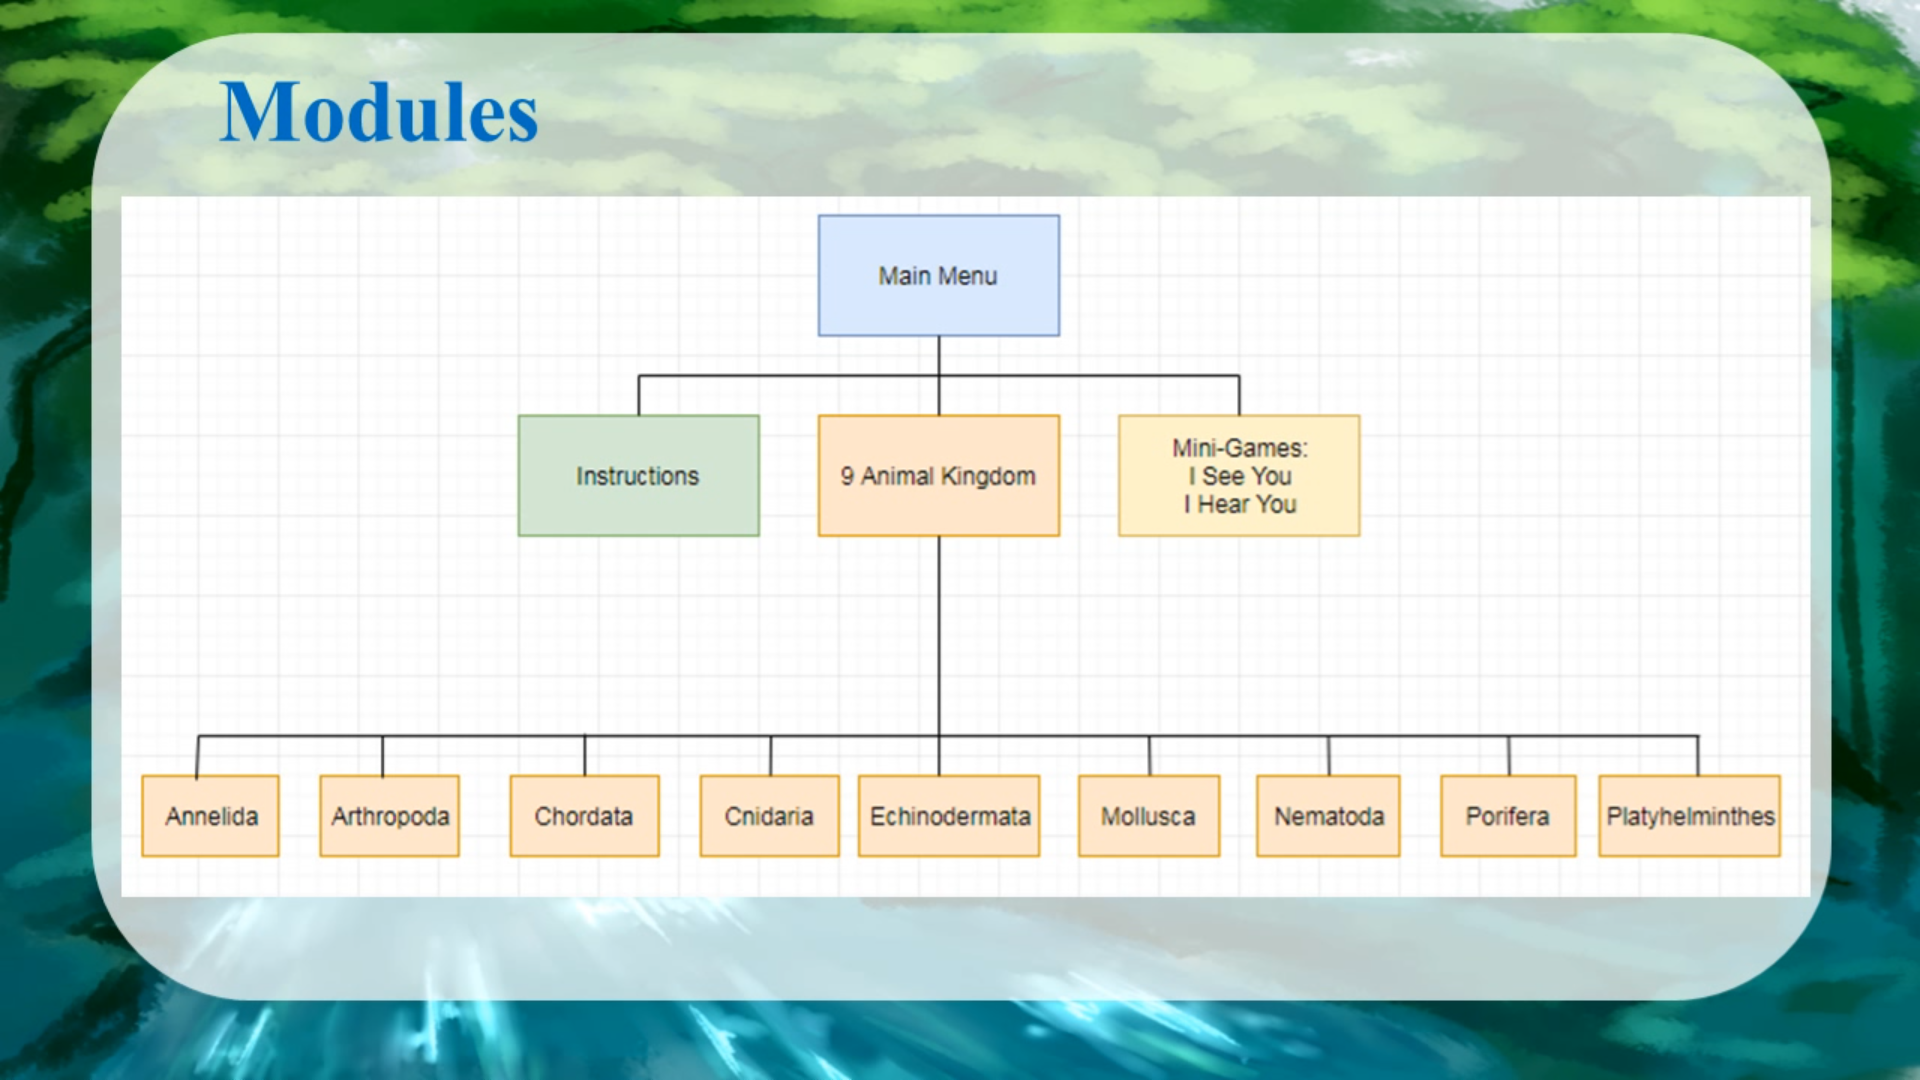 Modules
Main Menu
Instructions
9 Animal Kingdom
Mini-Games:
I See You
I Hear You
Annelida
Arthropoda
Chordata
Cnidaria
Echinodermata
Mollusca
Nematoda
Porifera
Platyhelminthes